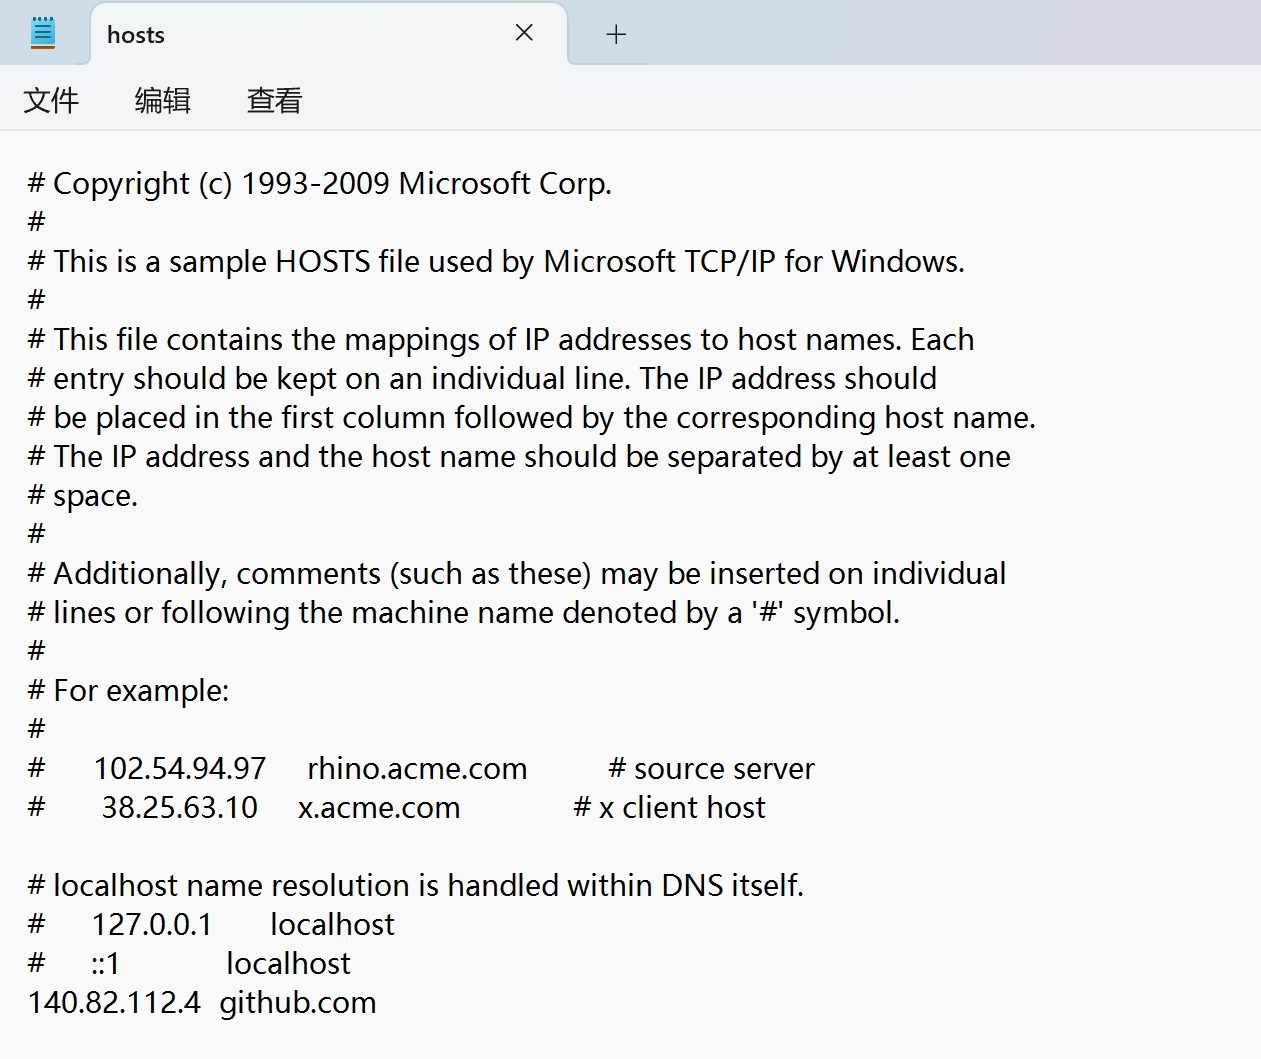 hosts
文件 编辑 查看
# Copyright (c) 1993-2009 Microsoft Corp.
#
# This is a sample HOSTS file used by Microsoft TCP/IP for Windows.
#
# This file contains the mappings of IP addresses to host names. Each
# entry should be kept on an individual line. The IP address should
# be placed in the first column followed by the corresponding host name.
# The IP address and the host name should be separated by at least one
# space.
#
# Additionally, comments (such as these) may be inserted on individual
# lines or following the machine name denoted by a '#' symbol.
#
# For example:
#
#      102.54.94.97     rhino.acme.com          # source server
#       38.25.63.10     x.acme.com              # x client host

# localhost name resolution is handled within DNS itself.
#      127.0.0.1       localhost
#      ::1             localhost
140.82.112.4  github.com